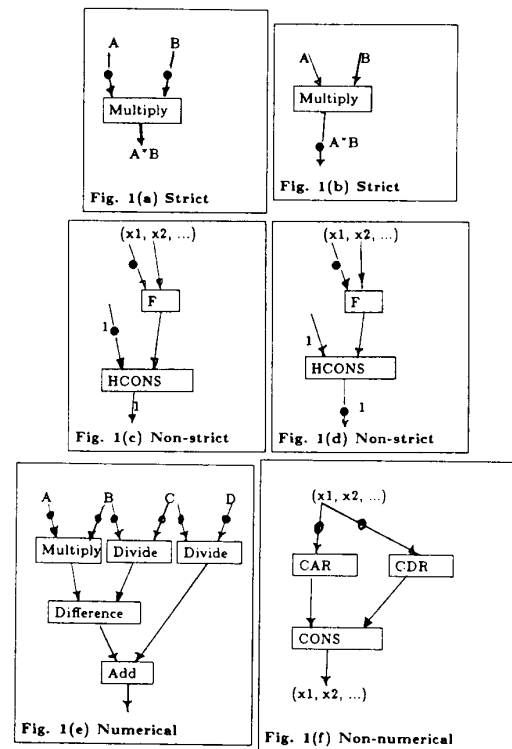 A B
Multiply
A*B
Fig. 1(a) Strict
A B
Multiply
A*B
Fig. 1(b) Strict
(x1, x2, ...)
F
1
HCONS
1
Fig. 1(c) Non-strict
(x1, x2, ...)
F
1
HCONS
1
Fig. 1(d) Non-strict
A B C D
Multiply Divide Divide
Difference
Add
Fig. 1(e) Numerical
(x1, x2, ...)
CAR CDR
CONS
(x1, x2, ...)
Fig. 1(f) Non-numerical